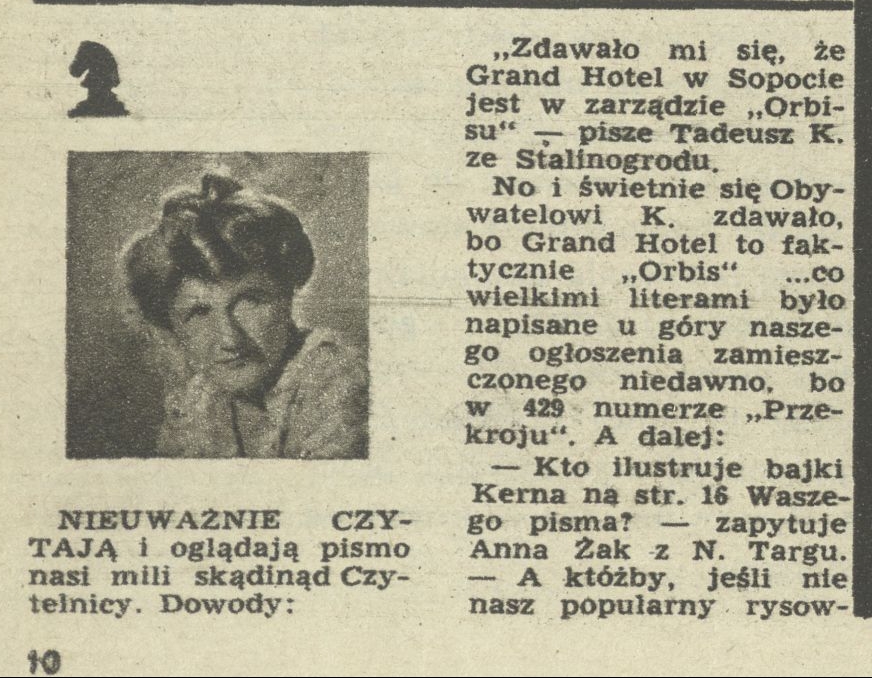 NIEUWAŻNIE CZY-
TAJĄ i oglądają pismo
nasi mili skądinąd Czy-
telnicy. Dowody:
„Zdawało mi się, że
Grand Hotel w Sopocie
jest w zarządzie „Orbi-
su“ — pisze Tadeusz K.
ze Stalinogrodu.
No i świetnie się Oby-
watelowi K. zdawało,
bo Grand Hotel to fak-
tycznie „Orbis“ ...co
wielkimi literami było
napisane u góry nasze-
go ogłoszenia zamiesz-
czonego niedawno, bo
w 429 numerze „Prze-
kroju“. A dalej:
— Kto ilustruje bajki
Kerna na str. 16 Wasze-
go pisma? — zapytuje
Anna Żak z N. Targu.
— A któżby, jeśli nie
nasz popularny rysow-
10